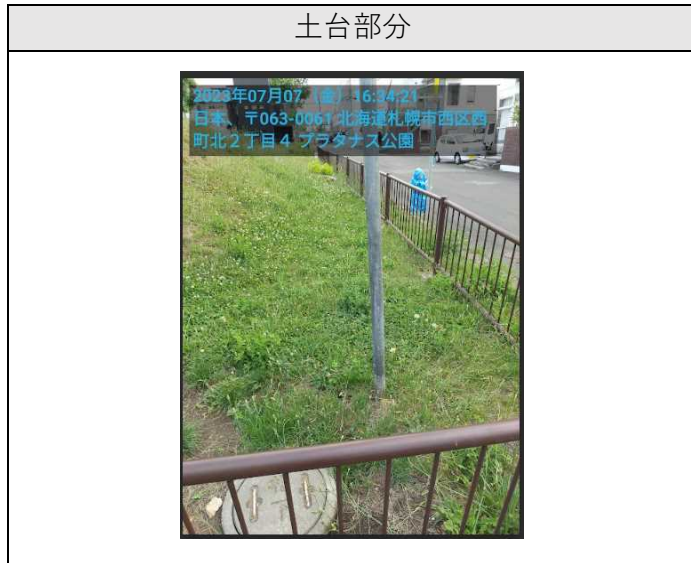 土台部分
2023年07月07（金）16:34:21
日本、〒063-0061 北海道札幌市西区西
町北２丁目４ プラタナス公園